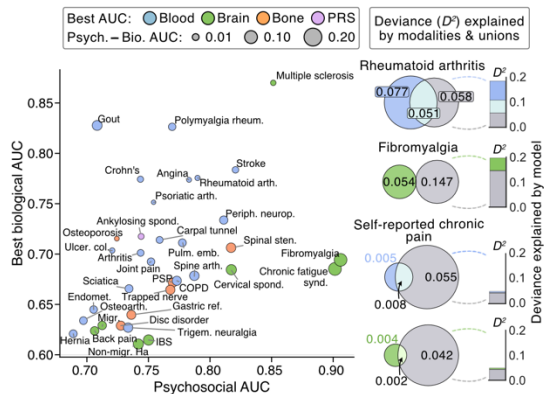 Best AUC: Blood Brain Bone PRS
Psych. – Bio. AUC: 0.01 0.10 0.20
Deviance (D²) explained
by modalities & unions
Best biological AUC
0.85
0.80
0.75
0.70
0.65
0.60
0.70 0.75 0.80 0.85 0.90
Psychosocial AUC
Multiple sclerosis
Gout
Polymyalgia rheum.
Stroke
Crohn's
Angina
Rheumatoid arth.
Psoriatic arth.
Periph. neurop.
Ankylosing spond.
Osteoporosis
Carpal tunnel
Ulcer. col.
Arthritis
Pulm. emb.
Spinal sten.
Joint pain
Spine arth.
Fibromyalgia
Cervical spond.
Chronic fatigue
synd.
Sciatica
PSP
COPD
Trapped nerve
Endomet.
Osteoarth.
Gastric ref.
Migr.
Disc disorder
Hernia
Back pain
Trigem. neuralgia
Non-migr. Ha
IBS
Rheumatoid arthritis
0.077
0.058
0.051
D²
0.2
0.1
0.0
Fibromyalgia
0.054
0.147
D²
0.2
0.1
0.0
Self-reported chronic
pain
0.005
0.055
0.008
0.2
0.1
0.0
0.004
0.042
0.002
0.2
0.1
0.0
Deviance explained by model